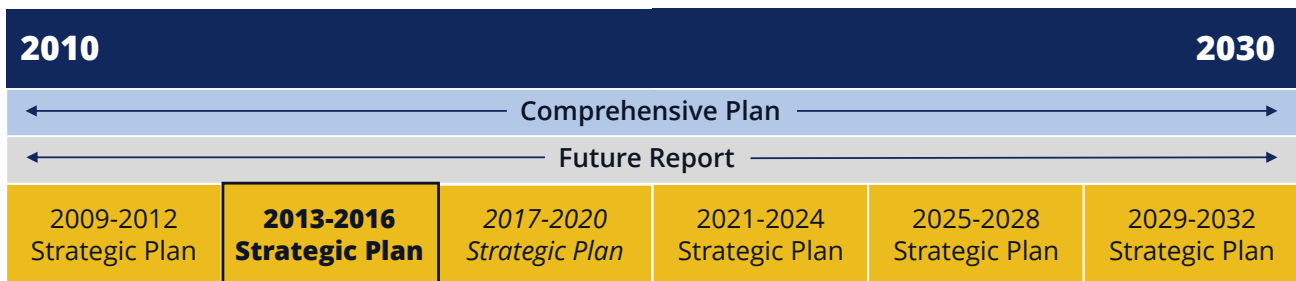 2010 2030
Comprehensive Plan
Future Report
2009-2012
Strategic Plan
2013-2016
Strategic Plan
2017-2020
Strategic Plan
2021-2024
Strategic Plan
2025-2028
Strategic Plan
2029-2032
Strategic Plan